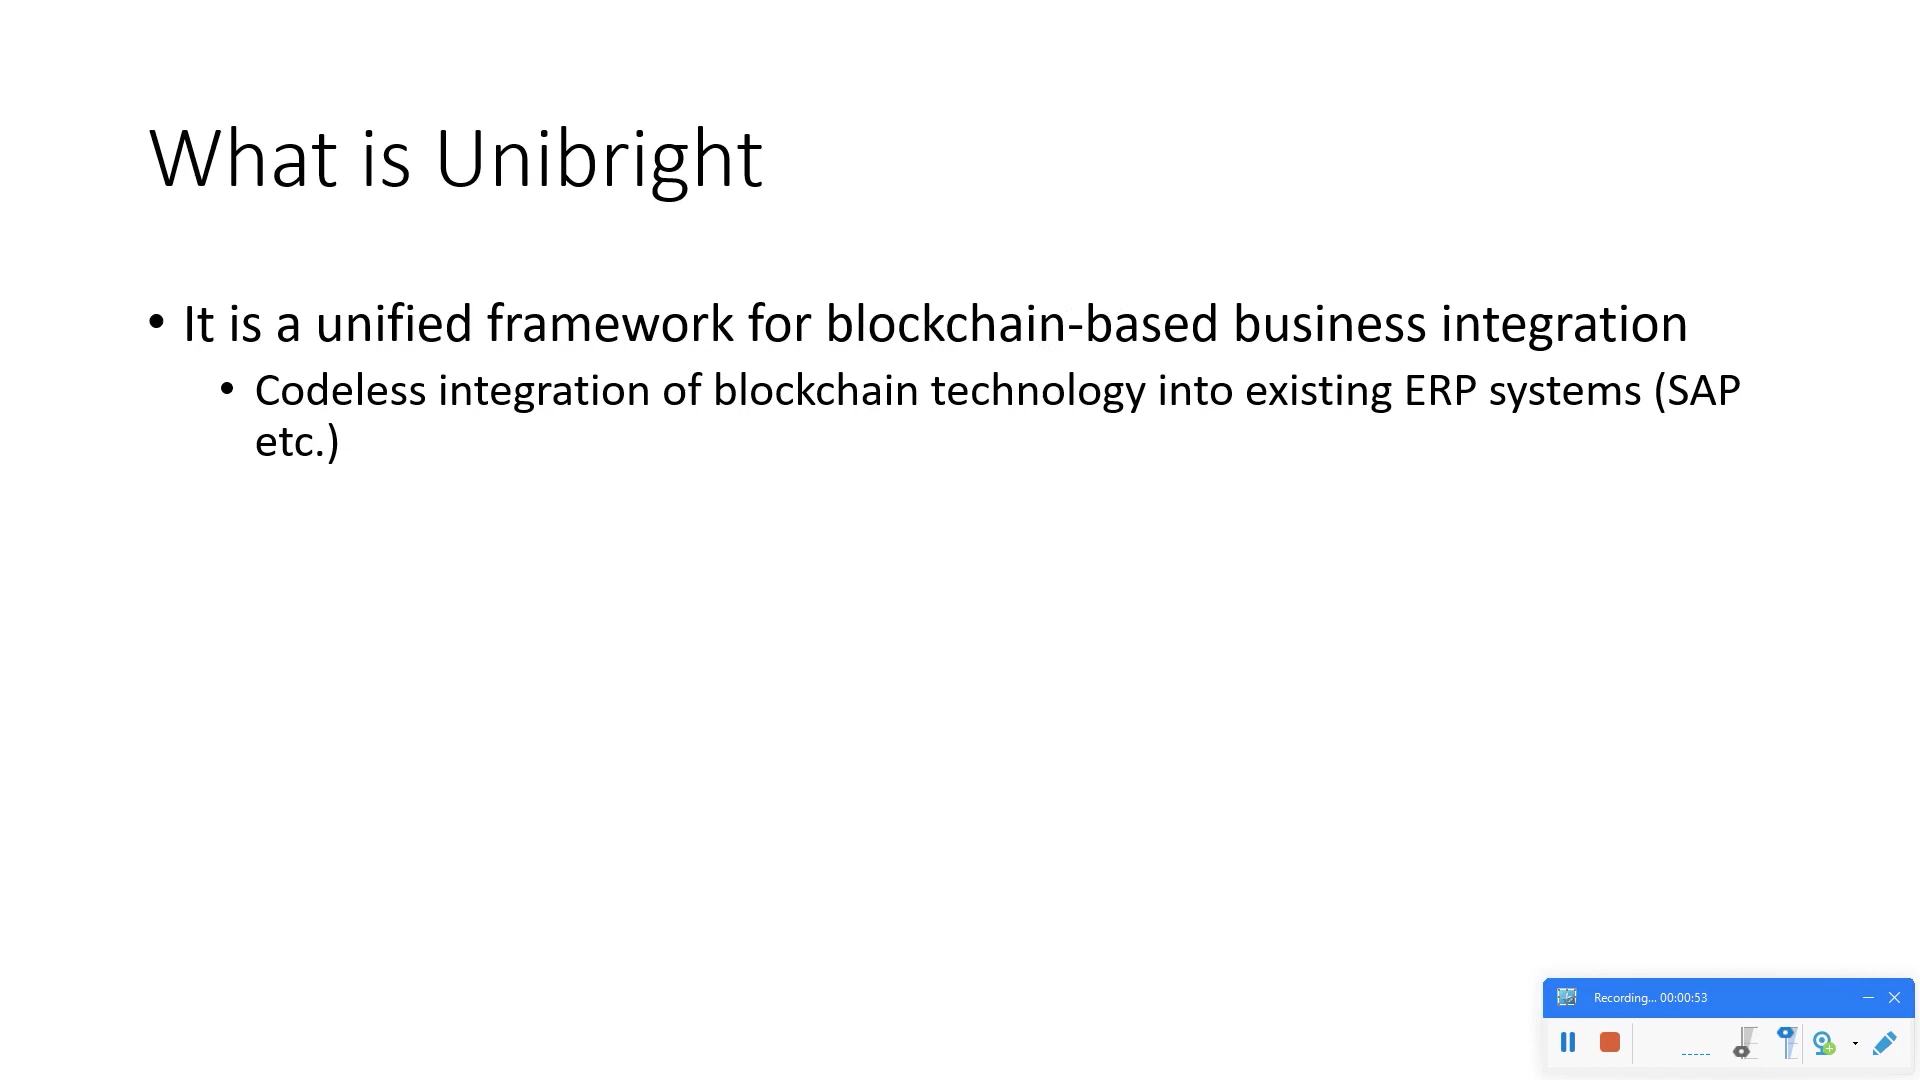 What is Unibright
• It is a unified framework for blockchain-based business integration
• Codeless integration of blockchain technology into existing ERP systems (SAP
etc.)
Recording... 00:00:53